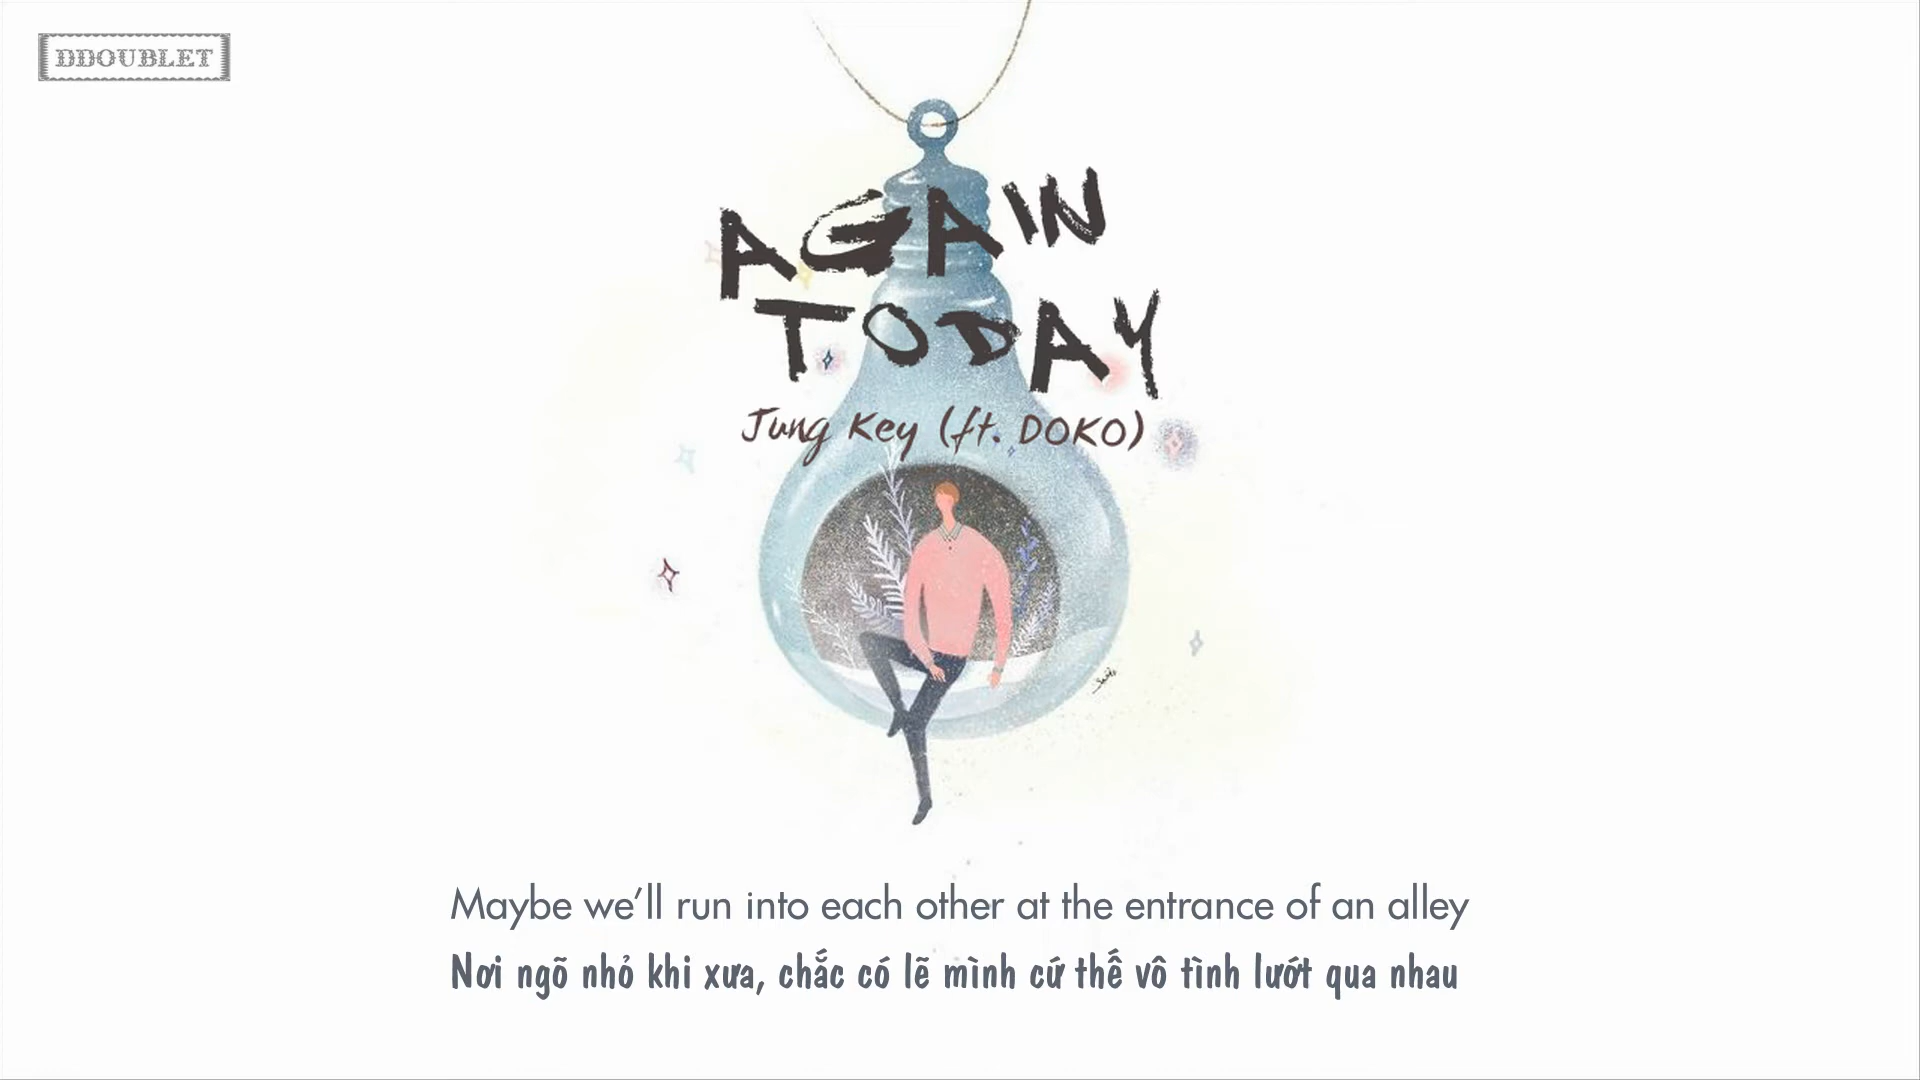 DDOUBLET
AGAIN
TODAY
Jung Key (ft. DOKO)
Maybe we'll run into each other at the entrance of an alley
Nơi ngõ nhỏ khi xưa, chắc có lẽ mình cứ thế vô tình lướt qua nhau